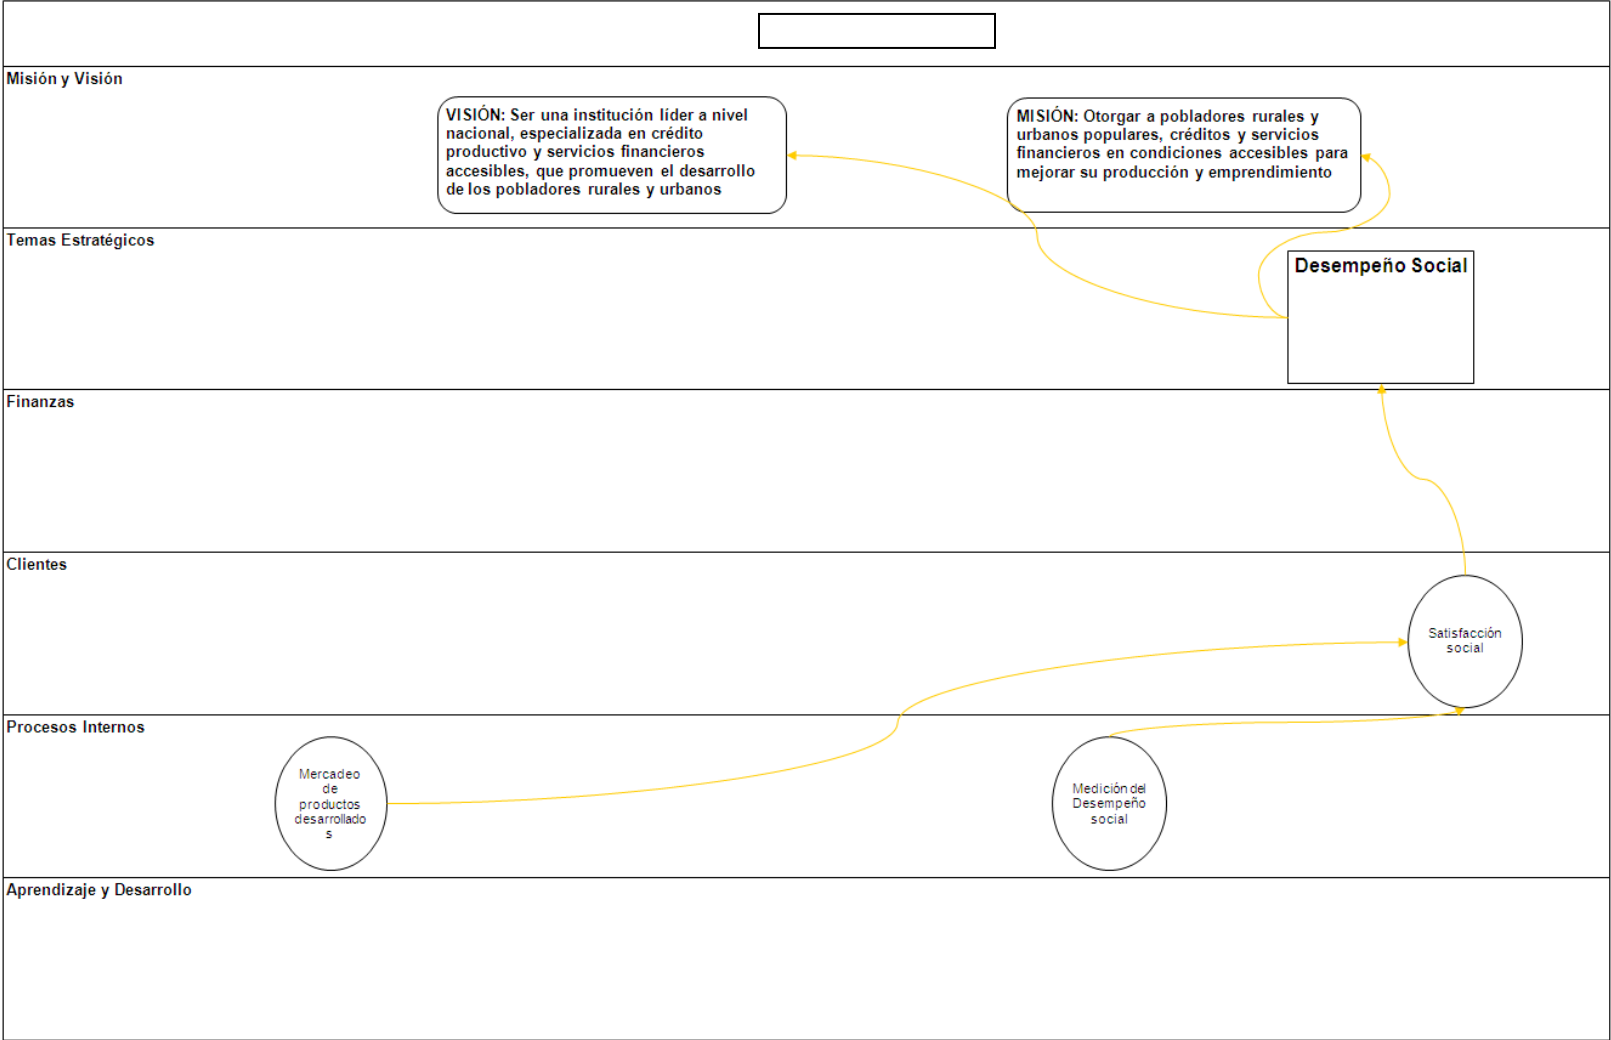 Misión y Visión
VISIÓN: Ser una institución líder a nivel
nacional, especializada en crédito
productivo y servicios financieros
accesibles, que promueven el desarrollo
de los pobladores rurales y urbanos
MISIÓN: Otorgar a pobladores rurales y
urbanos populares, créditos y servicios
financieros en condiciones accesibles para
mejorar su producción y emprendimiento
Temas Estratégicos
Desempeño Social
Finanzas
Clientes
Satisfacción
social
Procesos Internos
Mercadeo
de
productos
desarrollado
s
Medición del
Desempeño
social
Aprendizaje y Desarrollo